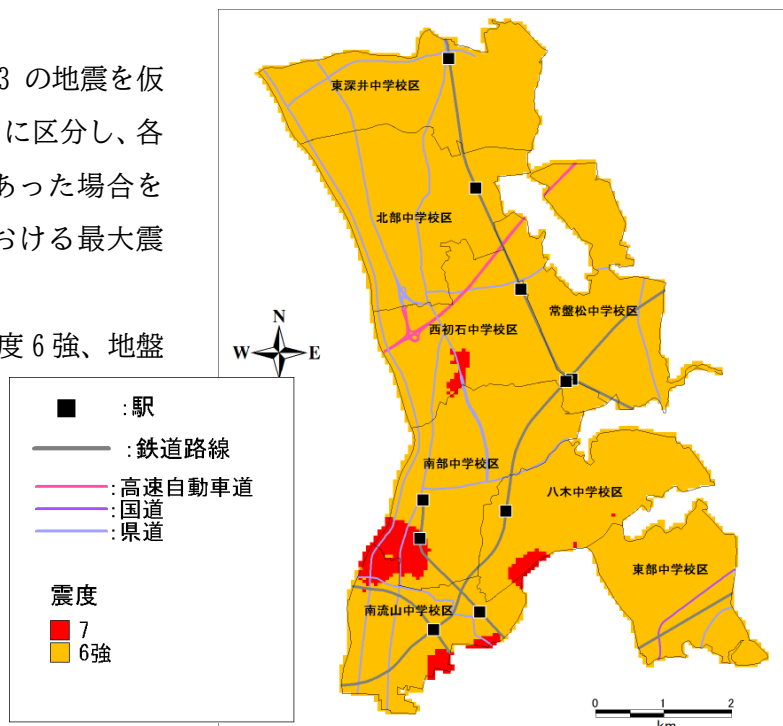 3 の地震を仮
に区分し、各
あった場合を
おける最大震
度 6 強、地盤
N
W
E
:駅
:鉄道路線
:高速自動車道
:国道
:県道
震度
7
6強
東深井中学校区
北部中学校区
西初石中学校区
常盤松中学校区
南部中学校区
八木中学校区
東部中学校区
南流山中学校区
0 1 2
km